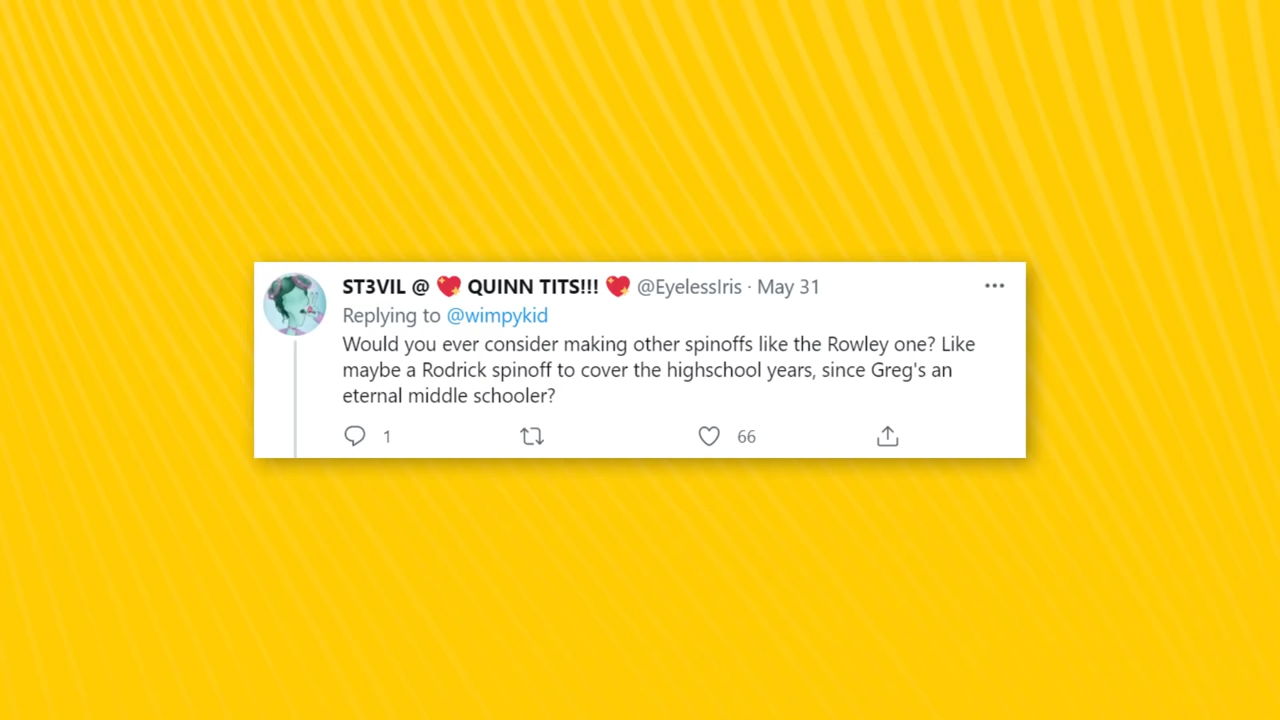 ST3VIL @ 💖 QUINN TITS!!! 💖 @EyelessIris · May 31
Replying to @wimpykid
Would you ever consider making other spinoffs like the Rowley one? Like
maybe a Rodrick spinoff to cover the highschool years, since Greg's an
eternal middle schooler?
1 66